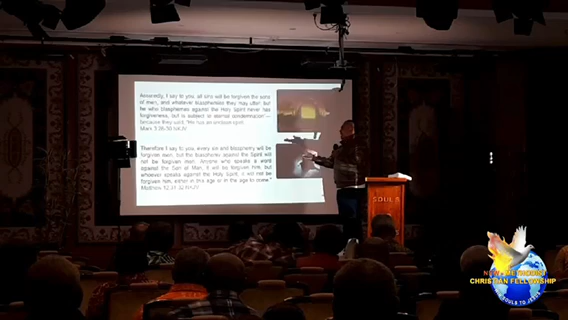 Assuredly, I say to you, all sins will be forgiven the sons
of men, and whatever blasphemies they may utter; but
he who blasphemes against the Holy Spirit never has
forgiveness, but is subject to eternal condemnation"—
because they said, "He has an unclean spirit.
Mark 3:28-30 NKJV
Therefore I say to you, every sin and blasphemy will be
forgiven men, but the blasphemy against the Spirit will
not be forgiven men. Anyone who speaks a word
against the Son of Man, it will be forgiven him; but
whoever speaks against the Holy Spirit, it will not be
forgiven him, either in this age or in the age to come."
Matthew 12:31-32 NKJV
SOULS
CHRISTIAN FELLOWSHIP